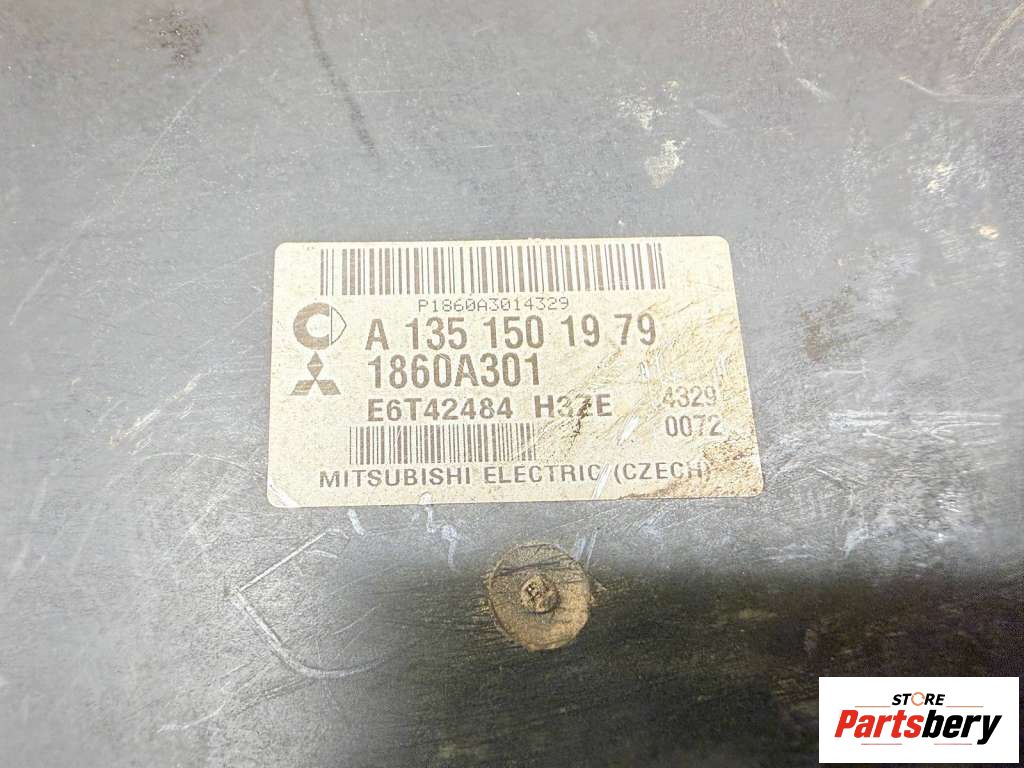 P1860A3014329
A 135 150 19 79
1860A301
E6T42484 H3ZE
4329
0072
MITSUBISHI ELECTRIC (CZECH)
STORE
Partsbery